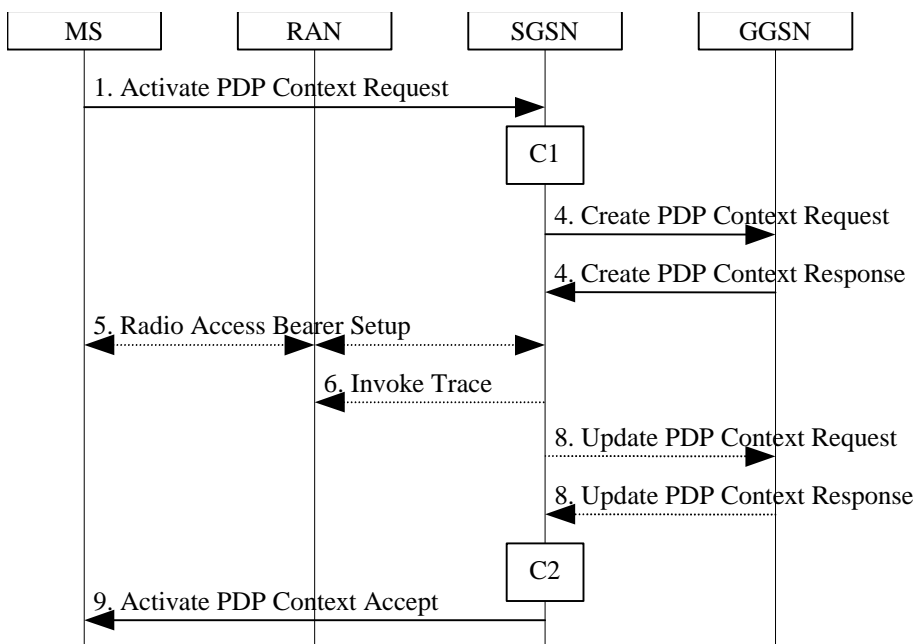 MS RAN SGSN GGSN
1. Activate PDP Context Request
C1
4. Create PDP Context Request
4. Create PDP Context Response
5. Radio Access Bearer Setup
6. Invoke Trace
8. Update PDP Context Request
8. Update PDP Context Response
C2
9. Activate PDP Context Accept